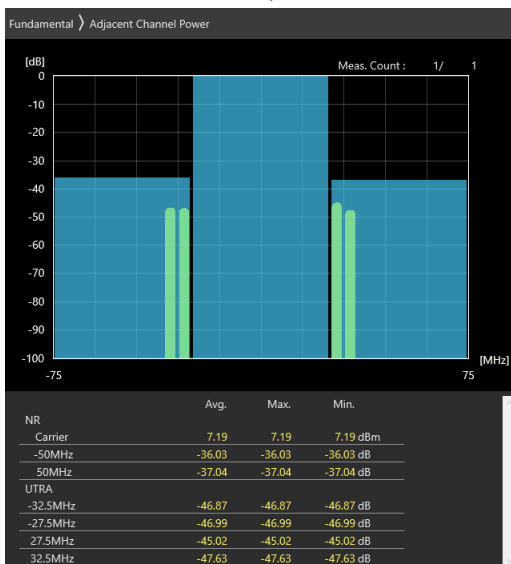 Fundamental 〉 Adjacent Channel Power
[dB] Meas. Count : 1/ 1
0
-10
-20
-30
-40
-50
-60
-70
-80
-90
-100
[MHz]
-75 75
Avg. Max. Min.
NR
Carrier 7.19 7.19 7.19 dBm
-50MHz -36.03 -36.03 -36.03 dB
50MHz -37.04 -37.04 -37.04 dB
UTRA
-32.5MHz -46.87 -46.87 -46.87 dB
-27.5MHz -46.99 -46.99 -46.99 dB
27.5MHz -45.02 -45.02 -45.02 dB
32.5MHz -47.63 -47.63 -47.63 dB